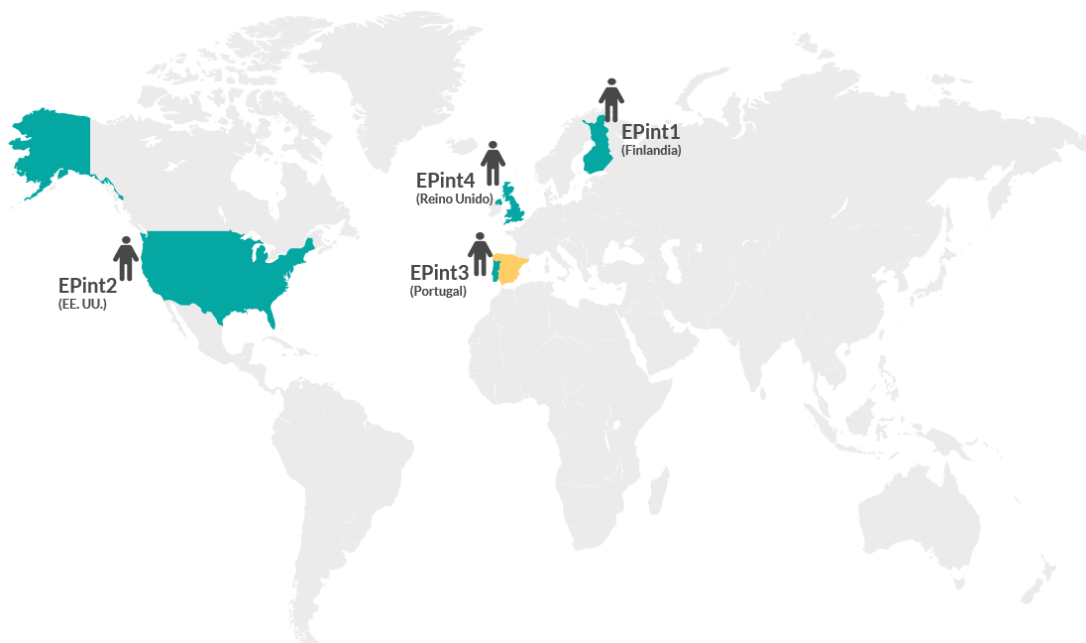 EPint1
(Finlandia)
EPint4
(Reino Unido)
EPint3
(Portugal)
EPint2
(EE. UU.)